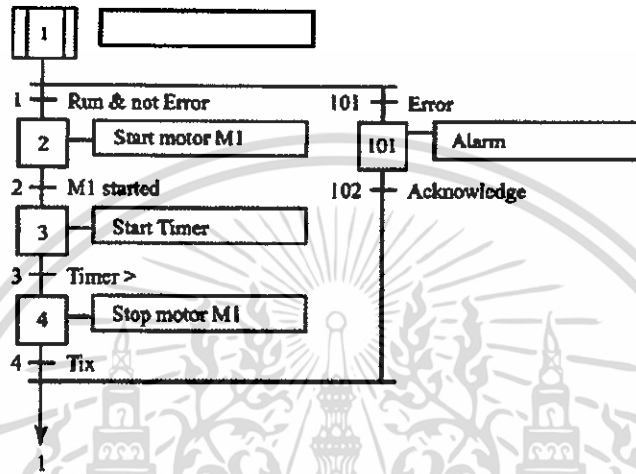 1
1 Run & not Error
101 Error
2 Start motor M1
101 Alarm
2 M1 started
102 Acknowledge
3 Start Timer
3 Timer >
4 Stop motor M1
4 Tix
1